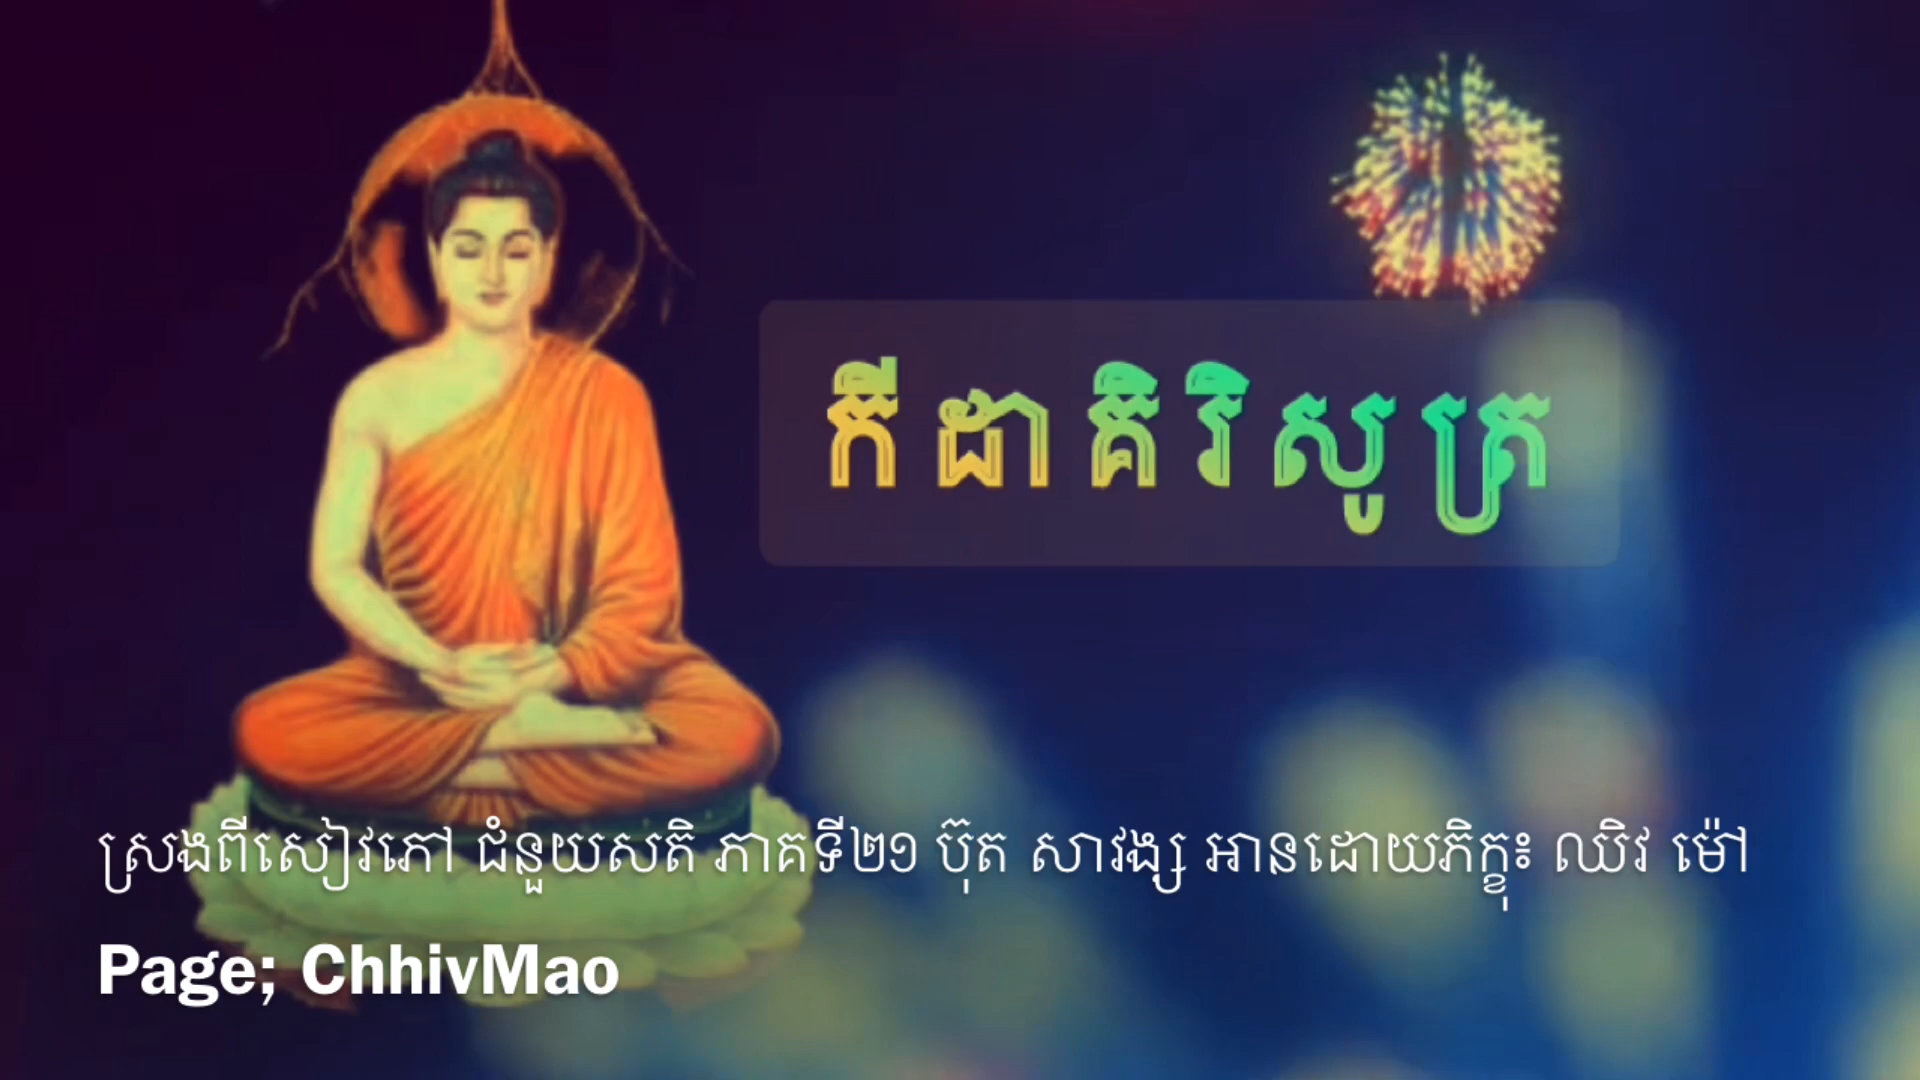 កីដាគិរិសូត្រ
ស្រងពីសៀវភៅ ជំនួយសតិ ភាគទី២១ ប៊ុត សាវង្ស អានដោយភិក្ខុះ ឈិវ ម៉ៅ
Page; ChhivMao